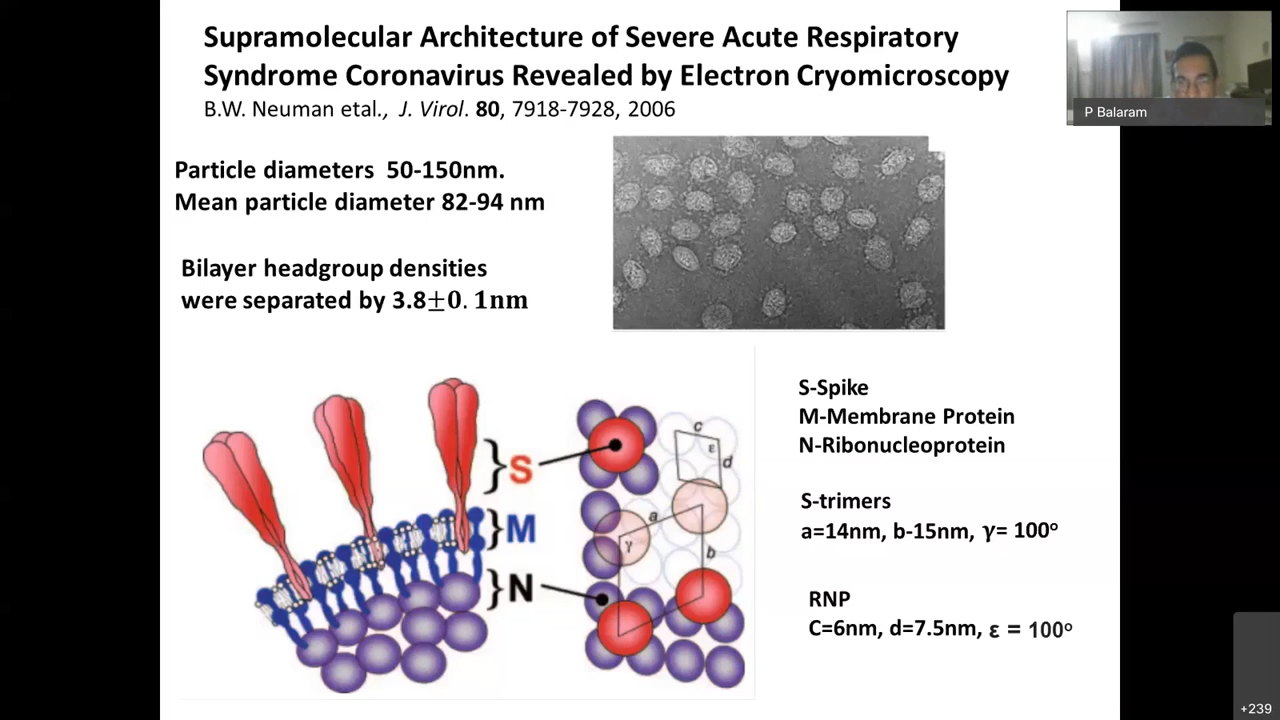 Supramolecular Architecture of Severe Acute Respiratory
Syndrome Coronavirus Revealed by Electron Cryomicroscopy
B.W. Neuman etal., J. Virol. 80, 7918-7928, 2006
P Balaram
Particle diameters 50-150nm.
Mean particle diameter 82-94 nm
Bilayer headgroup densities
were separated by 3.8±0. 1nm
S
M
N
c
ε
d
a
γ
b
S-Spike
M-Membrane Protein
N-Ribonucleoprotein
S-trimers
a=14nm, b-15nm, γ= 100º
RNP
C=6nm, d=7.5nm, ε = 100º
+239